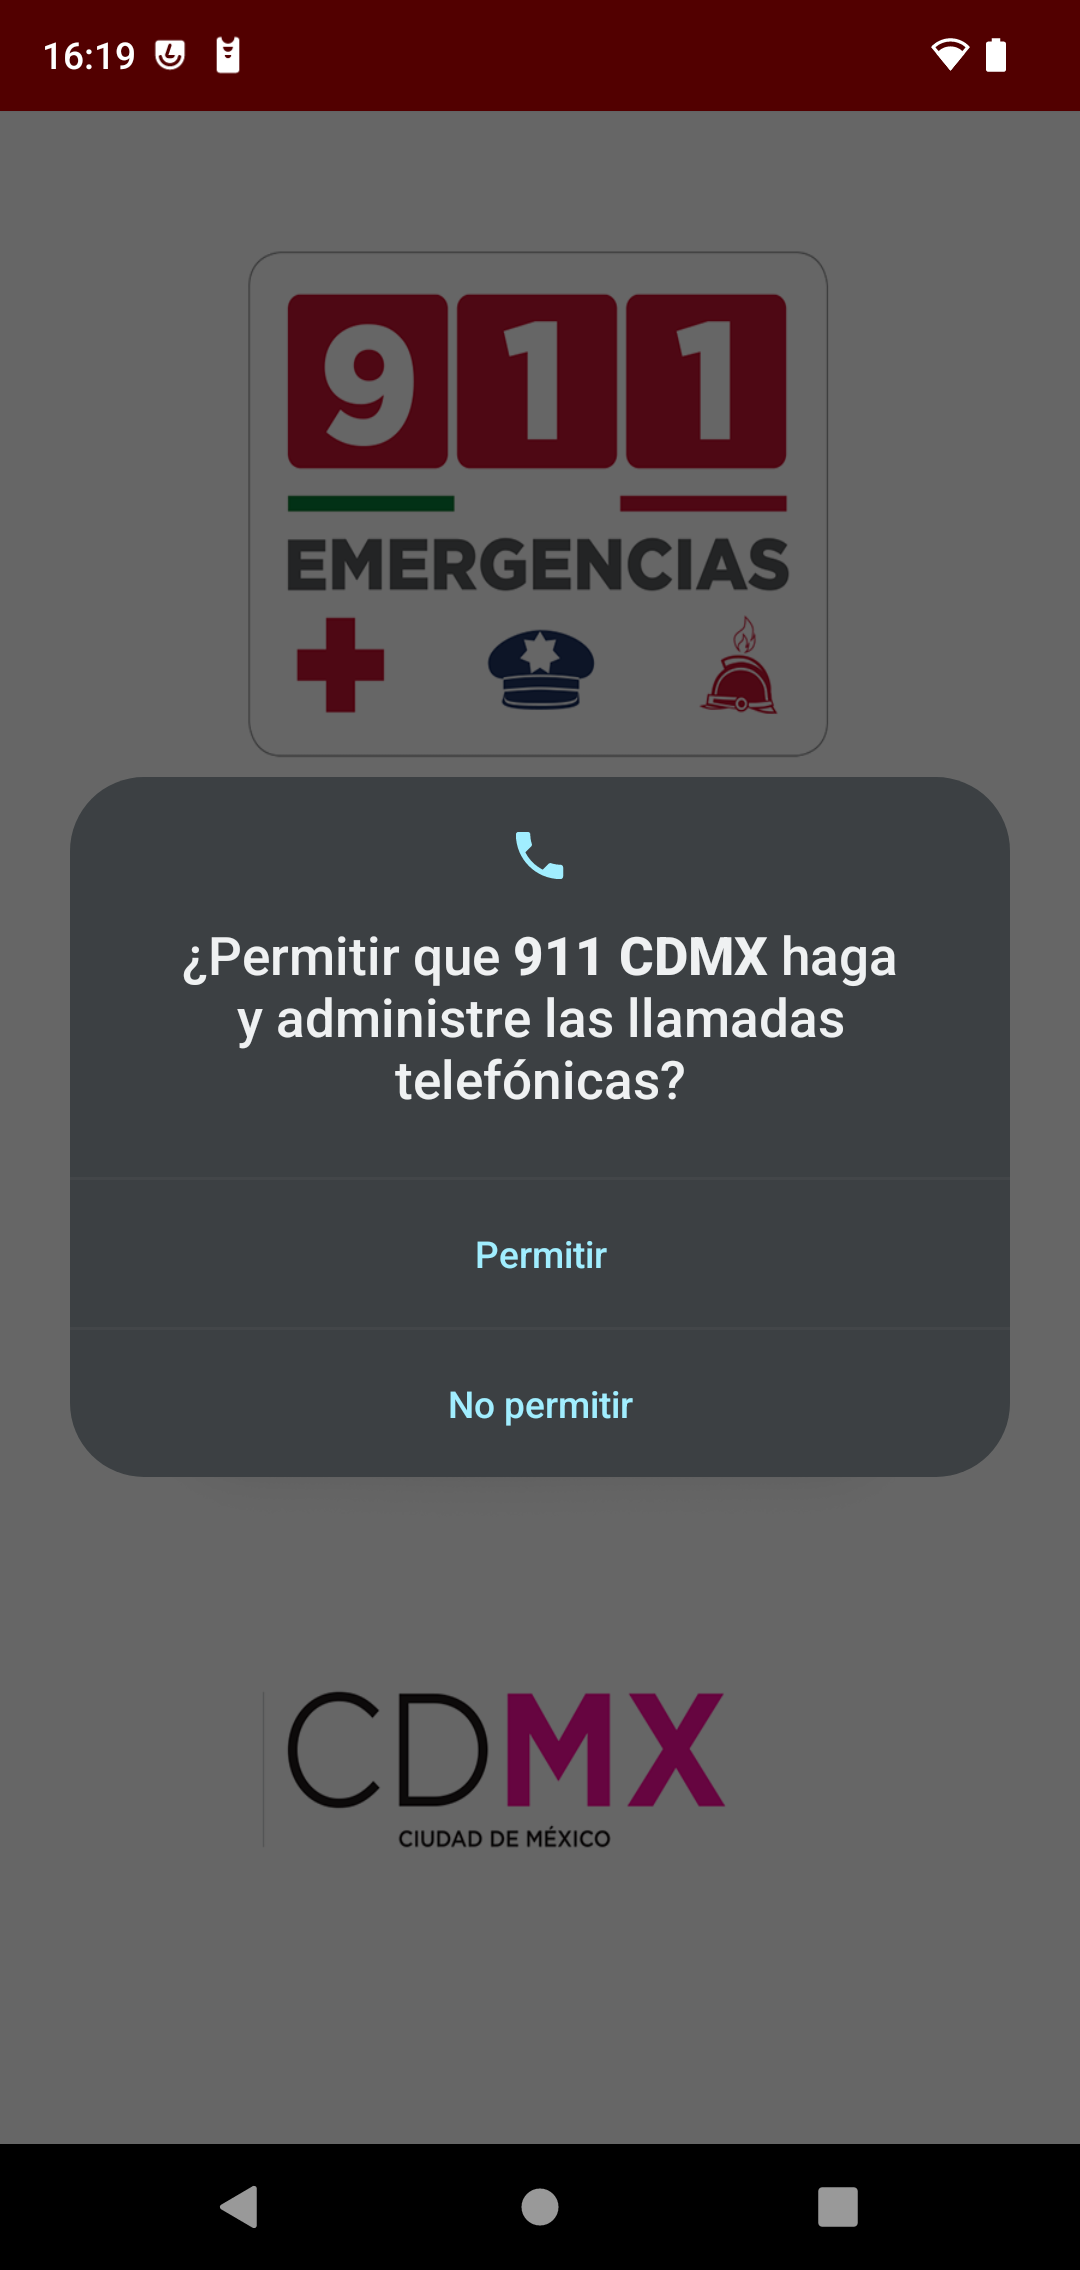 16:19
911
EMERGENCIAS
¿Permitir que 911 CDMX haga
y administre las llamadas
telefónicas?
Permitir
No permitir
CDMX
CIUDAD DE MÉXICO